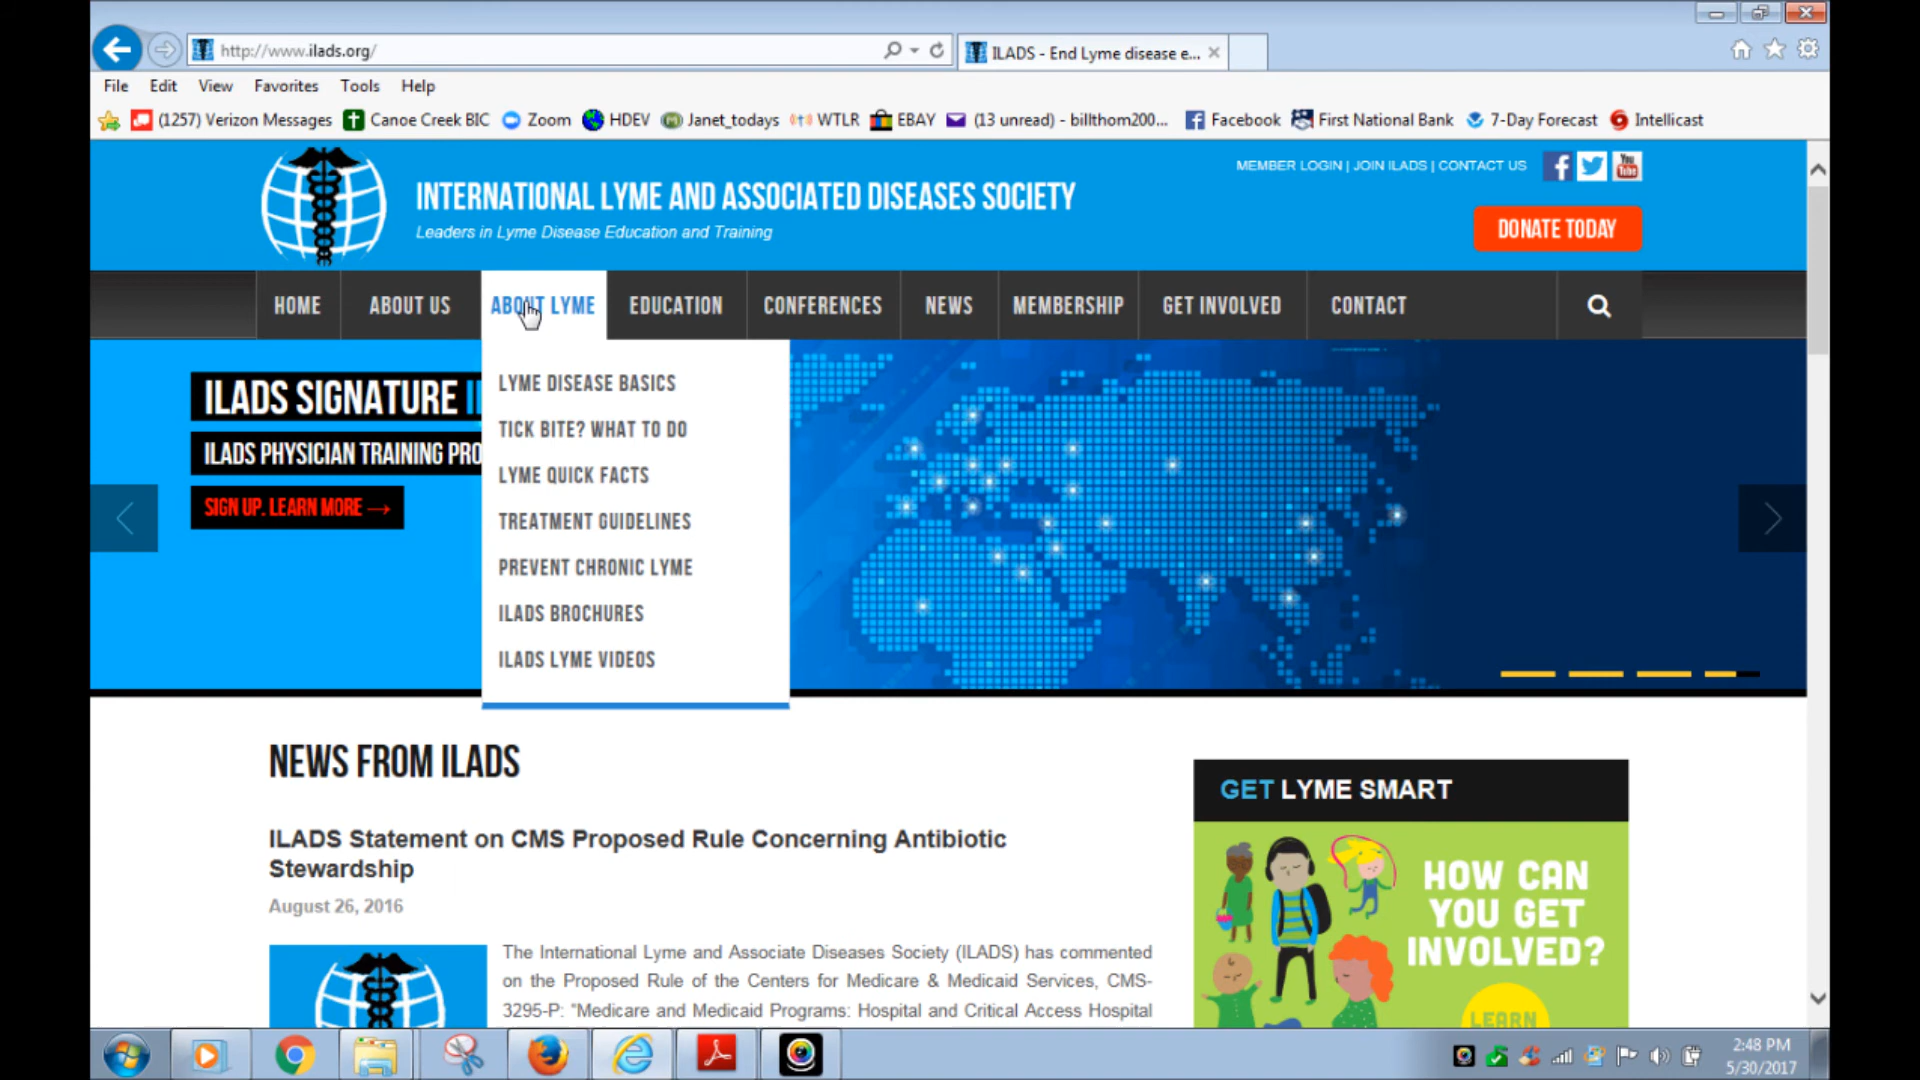 http://www.ilads.org/
ILADS - End Lyme disease e...
File Edit View Favorites Tools Help
(1257) Verizon Messages Canoe Creek BIC Zoom HDEV Janet_todays WTLR EBAY (13 unread) - billthom200... Facebook First National Bank 7-Day Forecast Intellicast
MEMBER LOGIN | JOIN ILADS | CONTACT US
You Tube
INTERNATIONAL LYME AND ASSOCIATED DISEASES SOCIETY
Leaders in Lyme Disease Education and Training
DONATE TODAY
HOME ABOUT US ABOUT LYME EDUCATION CONFERENCES NEWS MEMBERSHIP GET INVOLVED CONTACT
LYME DISEASE BASICS
TICK BITE? WHAT TO DO
LYME QUICK FACTS
TREATMENT GUIDELINES
PREVENT CHRONIC LYME
ILADS BROCHURES
ILADS LYME VIDEOS
ILADS SIGNATURE
ILADS PHYSICIAN TRAINING PRO
SIGN UP. LEARN MORE →
NEWS FROM ILADS
ILADS Statement on CMS Proposed Rule Concerning Antibiotic
Stewardship
August 26, 2016
The International Lyme and Associate Diseases Society (ILADS) has commented
on the Proposed Rule of the Centers for Medicare & Medicaid Services, CMS-
3295-P: "Medicare and Medicaid Programs: Hospital and Critical Access Hospital
GET LYME SMART
HOW CAN
YOU GET
INVOLVED?
LEARN
2:48 PM
5/30/2017